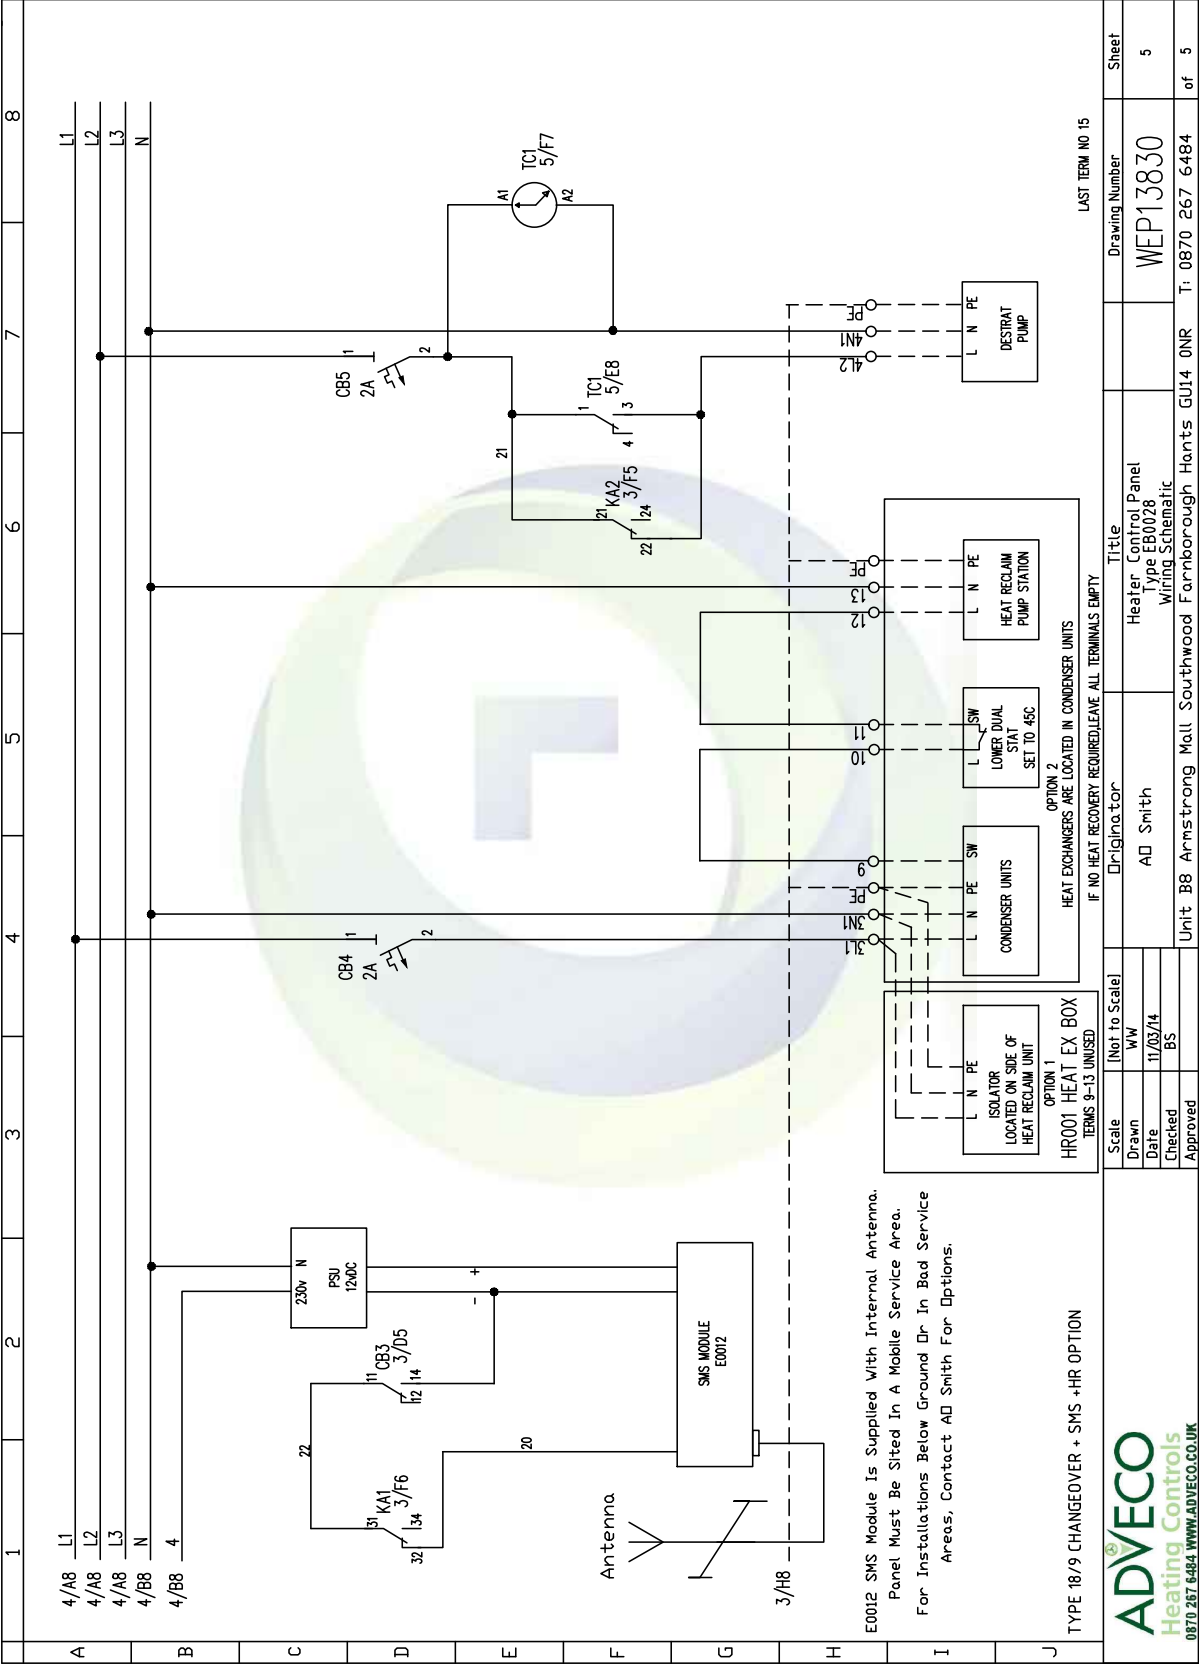 1 2 3 4 5 6 7 8
A
B
C
D
E
F
G
H
I
J
4/A8 L1
4/A8 L2
4/A8 L3
4/B8 N
4/B8 4
L1
L2
L3
N
230v N
PSU
12vDC
- +
22
31
KA1
3/F6
32
34
11
CB3
3/D5
12
14
20
SMS MODULE
E0012
Antenna
3/H8
CB4
2A
1
2
3L1
3N1
PE
9
10
11
12
13
PE
CB5
2A
1
2
A1
TC1
5/F7
A2
21
21
KA2
3/F5
22
24
1
TC1
5/E8
4
3
4L2
4N1
PE
L N PE
DESTRAT
PUMP
L N PE
ISOLATOR
LOCATED ON SIDE OF
HEAT RECLAIM UNIT
OPTION 1
HR001 HEAT EX BOX
TERMS 9-13 UNUSED
L N PE SW
CONDENSER UNITS
L SW
LOWER DUAL
STAT
SET TO 45C
L N PE
HEAT RECLAIM
PUMP STATION
OPTION 2
HEAT EXCHANGERS ARE LOCATED IN CONDENSER UNITS
IF NO HEAT RECOVERY REQUIRED,LEAVE ALL TERMINALS EMPTY
E0012 SMS Module Is Supplied With Internal Antenna.
Panel Must Be Sited In A Mobile Service Area.
For Installations Below Ground Or In Bad Service
Areas, Contact AO Smith For Options.
TYPE 18/9 CHANGEOVER + SMS +HR OPTION
LAST TERM NO 15
ADVECO
Heating Controls
0870 267 6484 WWW.ADVECO.CO.UK
Scale [Not to Scale]
Drawn WW
Date 11/03/14
Checked BS
Approved
Originator
AO Smith
Title
Heater Control Panel
Type EB0028
Wiring Schematic
Drawing Number
WEP13830
Sheet
5
of 5
Unit B8 Armstrong Mall Southwood Farnborough Hants GU14 0NR T: 0870 267 6484